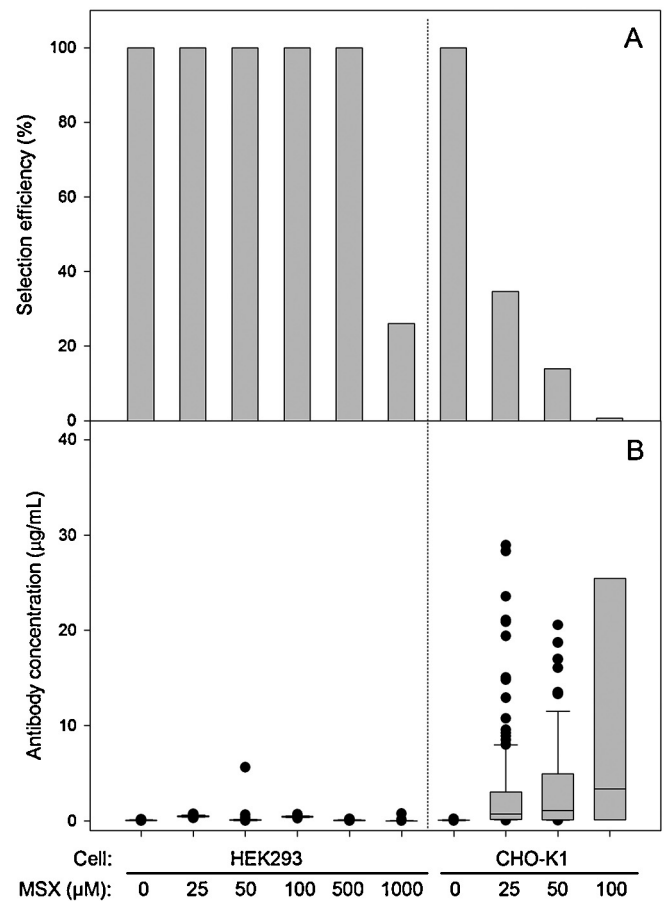 A
100
80
60
40
20
0
Selection efficiency (%)
B
40
30
20
10
0
Antibody concentration (μg/mL)
Cell: HEK293 CHO-K1
MSX (μM): 0 25 50 100 500 1000 0 25 50 100